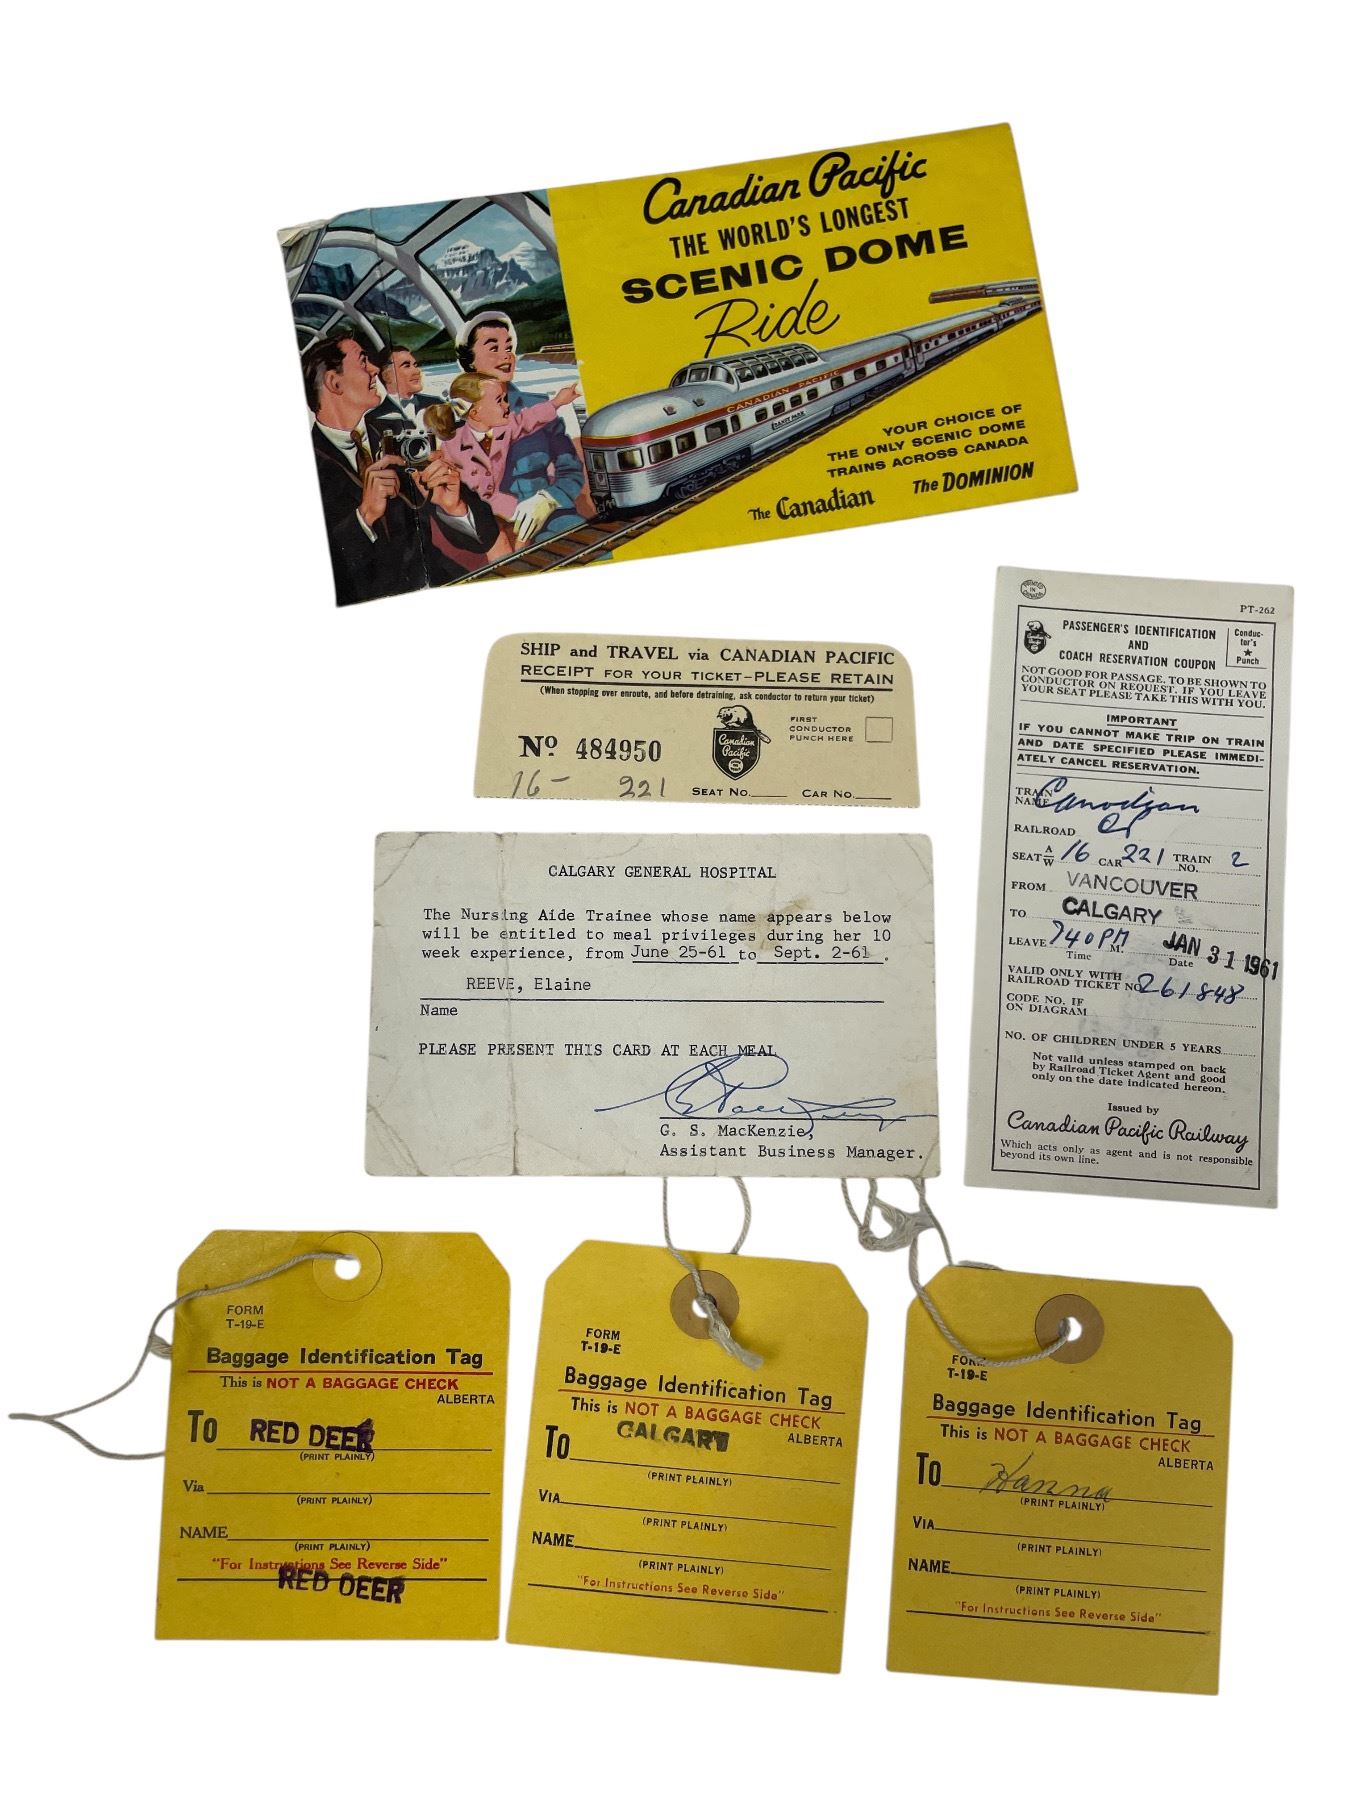 Canadian Pacific
THE WORLD'S LONGEST
SCENIC DOME
Ride
CANADIAN PACIFIC
BANFF PARK
YOUR CHOICE OF
THE ONLY SCENIC DOME
TRAINS ACROSS CANADA
The Canadian The DOMINION
SHIP and TRAVEL via CANADIAN PACIFIC
RECEIPT FOR YOUR TICKET—PLEASE RETAIN
(When stopping over enroute, and before detraining, ask conductor to return your ticket)
Canadian Pacific
FIRST
CONDUCTOR
PUNCH HERE
No 484950
16- 221 SEAT No. CAR No.
PRINTED IN CANADA
PT-262
PASSENGER'S IDENTIFICATION
AND
COACH RESERVATION COUPON
Conduc-
tor's
★
Punch
NOT GOOD FOR PASSAGE. TO BE SHOWN TO
CONDUCTOR ON REQUEST. IF YOU LEAVE
YOUR SEAT PLEASE TAKE THIS WITH YOU.
IMPORTANT
IF YOU CANNOT MAKE TRIP ON TRAIN
AND DATE SPECIFIED PLEASE IMMEDI-
ATELY CANCEL RESERVATION.
TRAIN
NAME Canadian
RAILROAD CP
SEAT A/W 16 CAR 221 TRAIN NO. 2
FROM VANCOUVER
TO CALGARY
LEAVE 740 PM M. JAN 31 1961
Time Date
VALID ONLY WITH
RAILROAD TICKET NO. 261848
CODE NO. IF
ON DIAGRAM
NO. OF CHILDREN UNDER 5 YEARS
Not valid unless stamped on back
by Railroad Ticket Agent and good
only on the date indicated hereon.
Issued by
Canadian Pacific Railway
Which acts only as agent and is not responsible
beyond its own line.
CALGARY GENERAL HOSPITAL
The Nursing Aide Trainee whose name appears below
will be entitled to meal privileges during her 10
week experience, from June 25-61 to Sept. 2-61.
REEVE, Elaine
Name
PLEASE PRESENT THIS CARD AT EACH MEAL
G. S. MacKenzie,
Assistant Business Manager.
FORM
T-19-E
Baggage Identification Tag
This is NOT A BAGGAGE CHECK
ALBERTA
To RED DEER
(PRINT PLAINLY)
Via
(PRINT PLAINLY)
NAME
(PRINT PLAINLY)
"For Instructions See Reverse Side"
RED DEER
FORM
T-19-E
Baggage Identification Tag
This is NOT A BAGGAGE CHECK
ALBERTA
To CALGARY
(PRINT PLAINLY)
VIA
(PRINT PLAINLY)
NAME
(PRINT PLAINLY)
"For Instructions See Reverse Side"
T-19-E
Baggage Identification Tag
This is NOT A BAGGAGE CHECK
ALBERTA
To Hanna
(PRINT PLAINLY)
VIA
(PRINT PLAINLY)
NAME
(PRINT PLAINLY)
"For Instructions See Reverse Side"